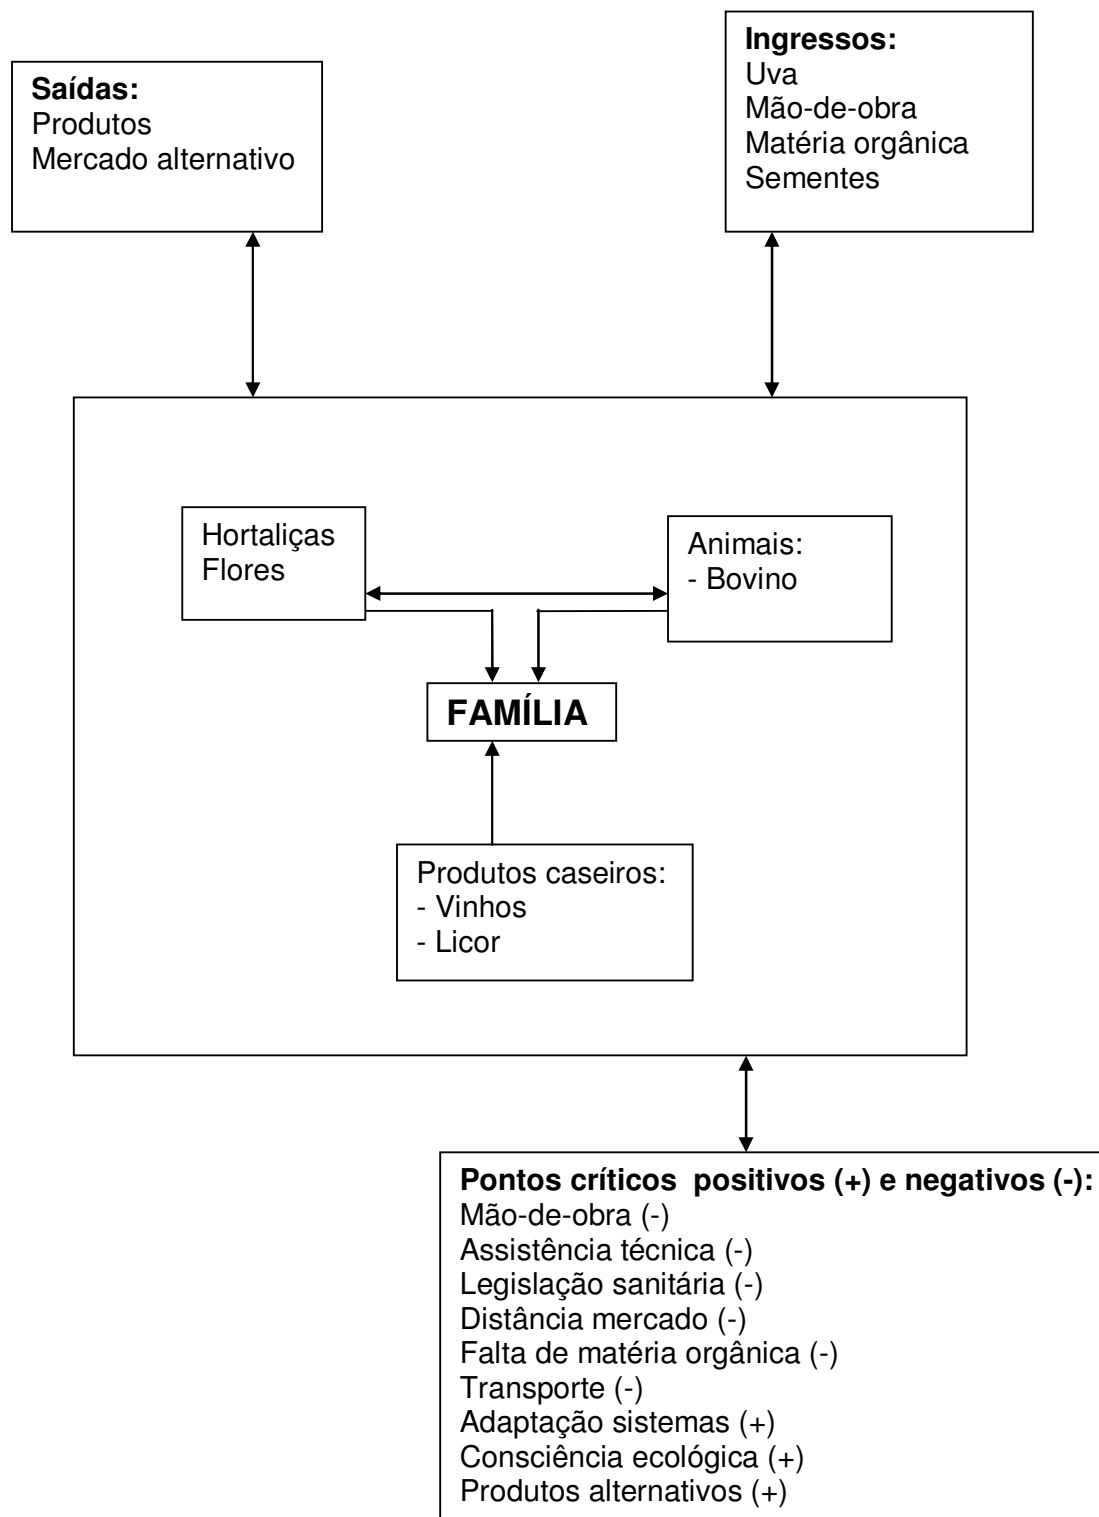 Saídas:
Produtos
Mercado alternativo
Ingressos:
Uva
Mão-de-obra
Matéria orgânica
Sementes
Hortaliças
Flores
Animais:
- Bovino
FAMÍLIA
Produtos caseiros:
- Vinhos
- Licor
Pontos críticos  positivos (+) e negativos (-):
Mão-de-obra (-)
Assistência técnica (-)
Legislação sanitária (-)
Distância mercado (-)
Falta de matéria orgânica (-)
Transporte (-)
Adaptação sistemas (+)
Consciência ecológica (+)
Produtos alternativos (+)